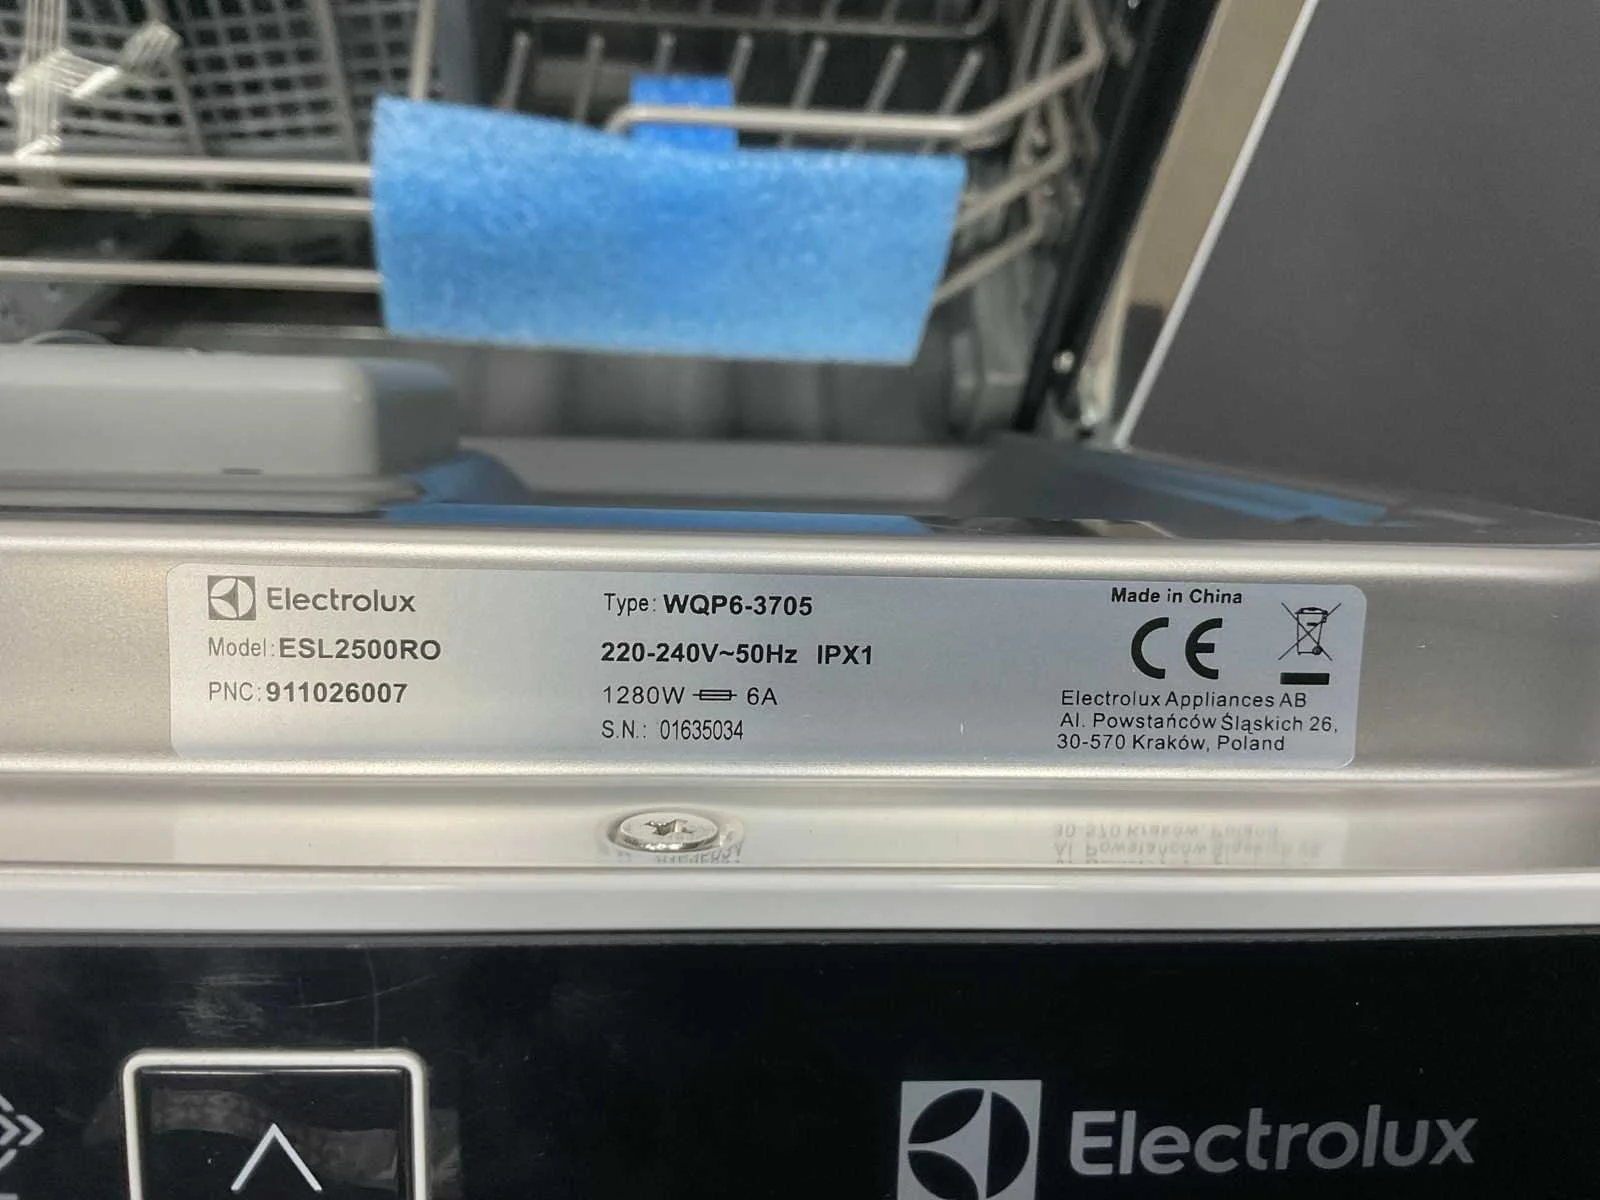 Electrolux
Model: ESL2500RO
PNC: 911026007
Type: WQP6-3705
220-240V~50Hz IPX1
1280W 6A
S.N.: 01635034
Made in China
CE
Electrolux Appliances AB
Al. Powstańców Śląskich 26,
30-570 Kraków, Poland
Electrolux